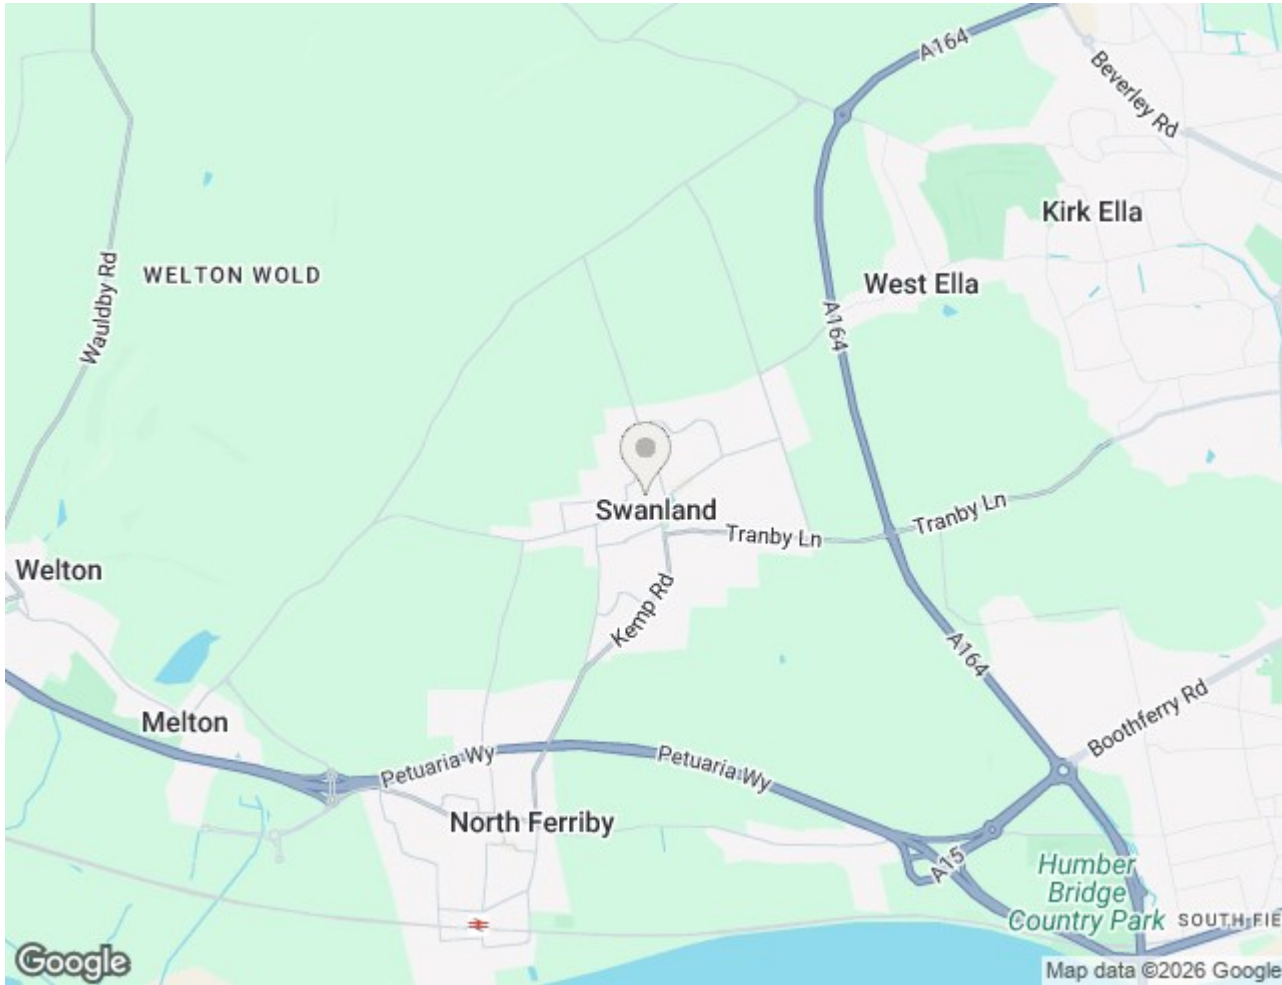 A164
Beverley Rd
Kirk Ella
Wauldby Rd
WELTON WOLD
West Ella
A164
Swanland
Tranby Ln
Tranby Ln
Welton
Kemp Rd
A164
Boothferry Rd
Melton
Petuaria Wy
Petuaria Wy
North Ferriby
A15
Humber
Bridge
Country Park
SOUTH FIE
Google
Map data ©2026 Google